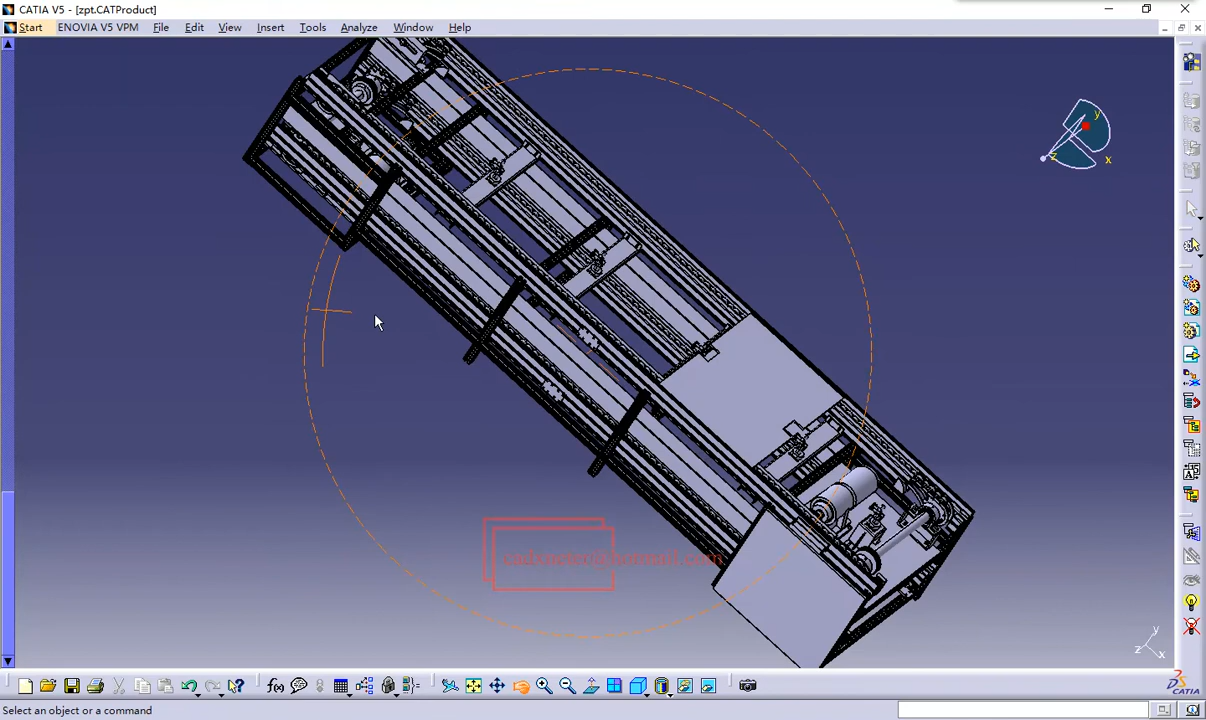 CATIA V5 - [zpt.CATProduct]
Start ENOVIA V5 VPM File Edit View Insert Tools Analyze Window Help
y
z
x
y
z x
f(x)
CATIA
Select an object or a command